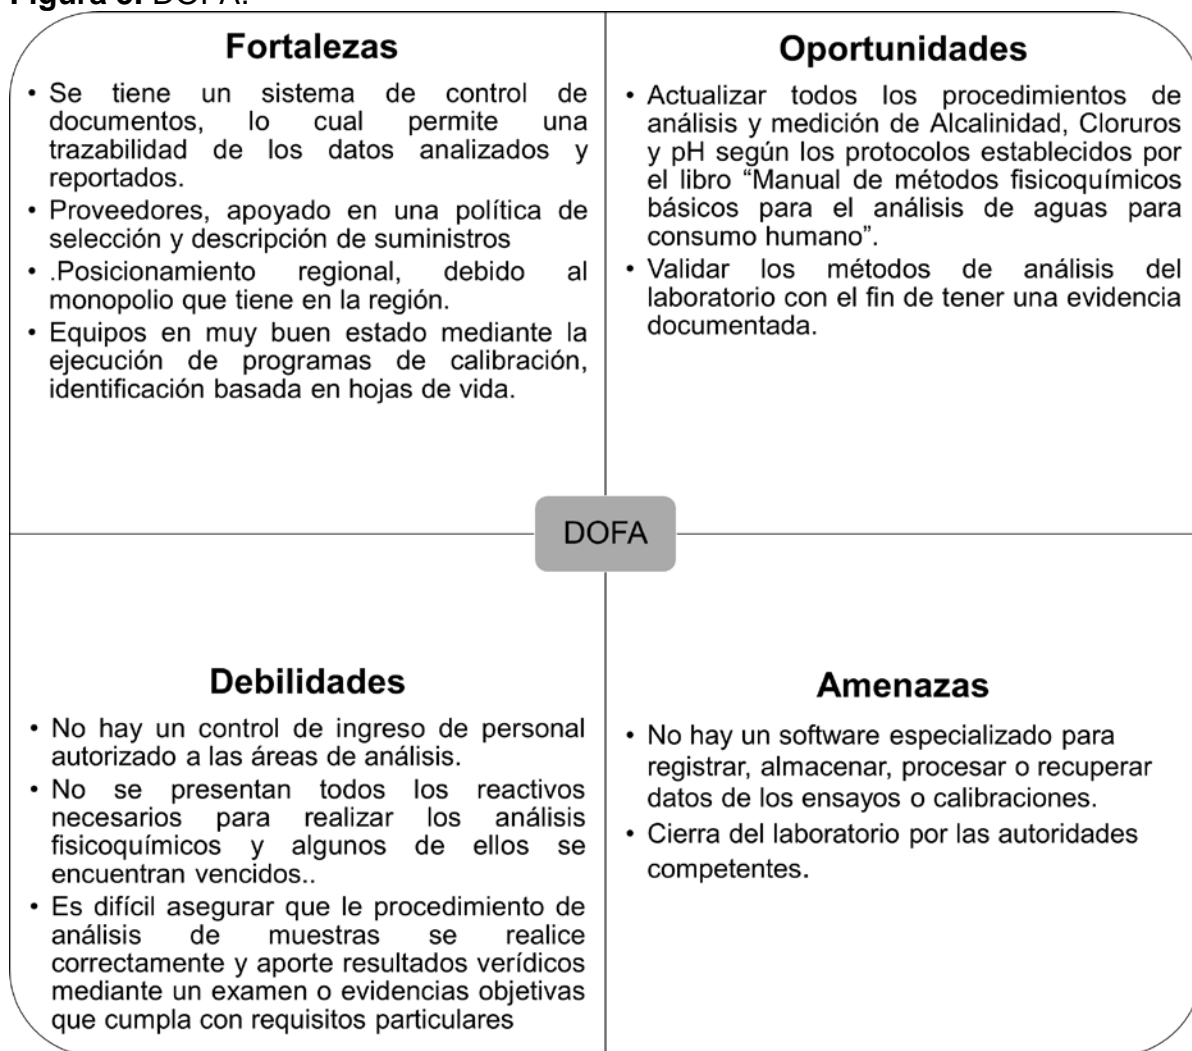 Figura 3. DOFA.
Fortalezas
• Se tiene un sistema de control de
documentos, lo cual permite una
trazabilidad de los datos analizados y
reportados.
• Proveedores, apoyado en una política de
selección y descripción de suministros
• .Posicionamiento regional, debido al
monopolio que tiene en la región.
• Equipos en muy buen estado mediante la
ejecución de programas de calibración,
identificación basada en hojas de vida.
Oportunidades
• Actualizar todos los procedimientos de
análisis y medición de Alcalinidad, Cloruros
y pH según los protocolos establecidos por
el libro “Manual de métodos fisicoquímicos
básicos para el análisis de aguas para
consumo humano”.
• Validar los métodos de análisis del
laboratorio con el fin de tener una evidencia
documentada.
DOFA
Debilidades
• No hay un control de ingreso de personal
autorizado a las áreas de análisis.
• No se presentan todos los reactivos
necesarios para realizar los análisis
fisicoquímicos y algunos de ellos se
encuentran vencidos..
• Es difícil asegurar que le procedimiento de
análisis de muestras se realice
correctamente y aporte resultados verídicos
mediante un examen o evidencias objetivas
que cumpla con requisitos particulares
Amenazas
• No hay un software especializado para
registrar, almacenar, procesar o recuperar
datos de los ensayos o calibraciones.
• Cierra del laboratorio por las autoridades
competentes.